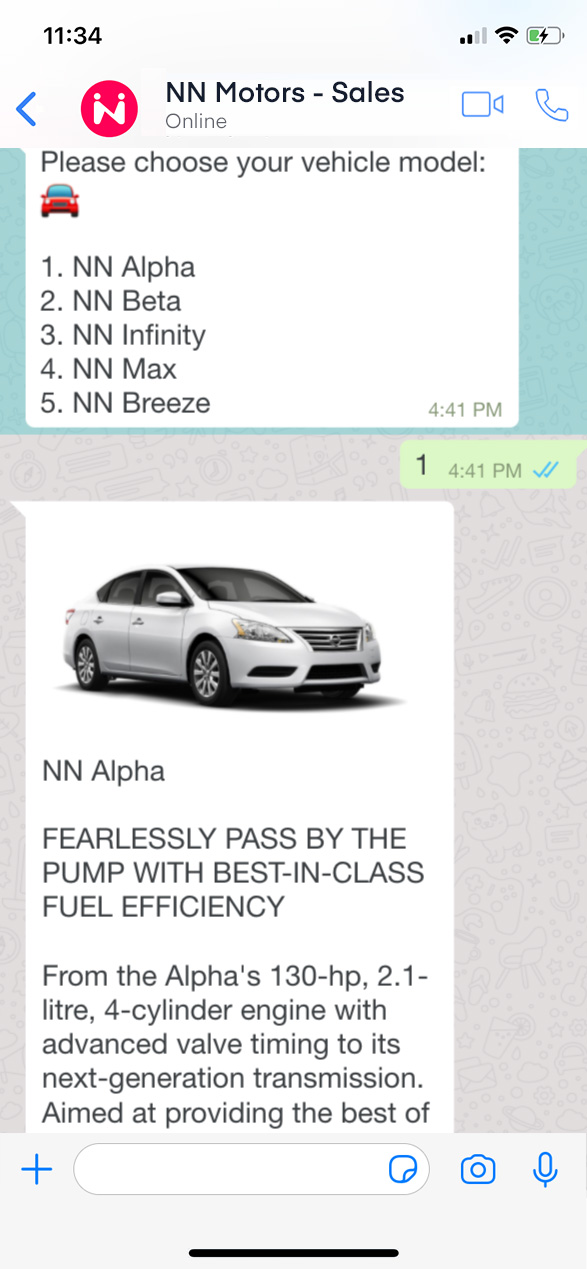 11:34
NN Motors - Sales
Online
Please choose your vehicle model:
1. NN Alpha
2. NN Beta
3. NN Infinity
4. NN Max
5. NN Breeze
4:41 PM
1 4:41 PM
NN Alpha
FEARLESSLY PASS BY THE
PUMP WITH BEST-IN-CLASS
FUEL EFFICIENCY
From the Alpha's 130-hp, 2.1-
litre, 4-cylinder engine with
advanced valve timing to its
next-generation transmission.
Aimed at providing the best of